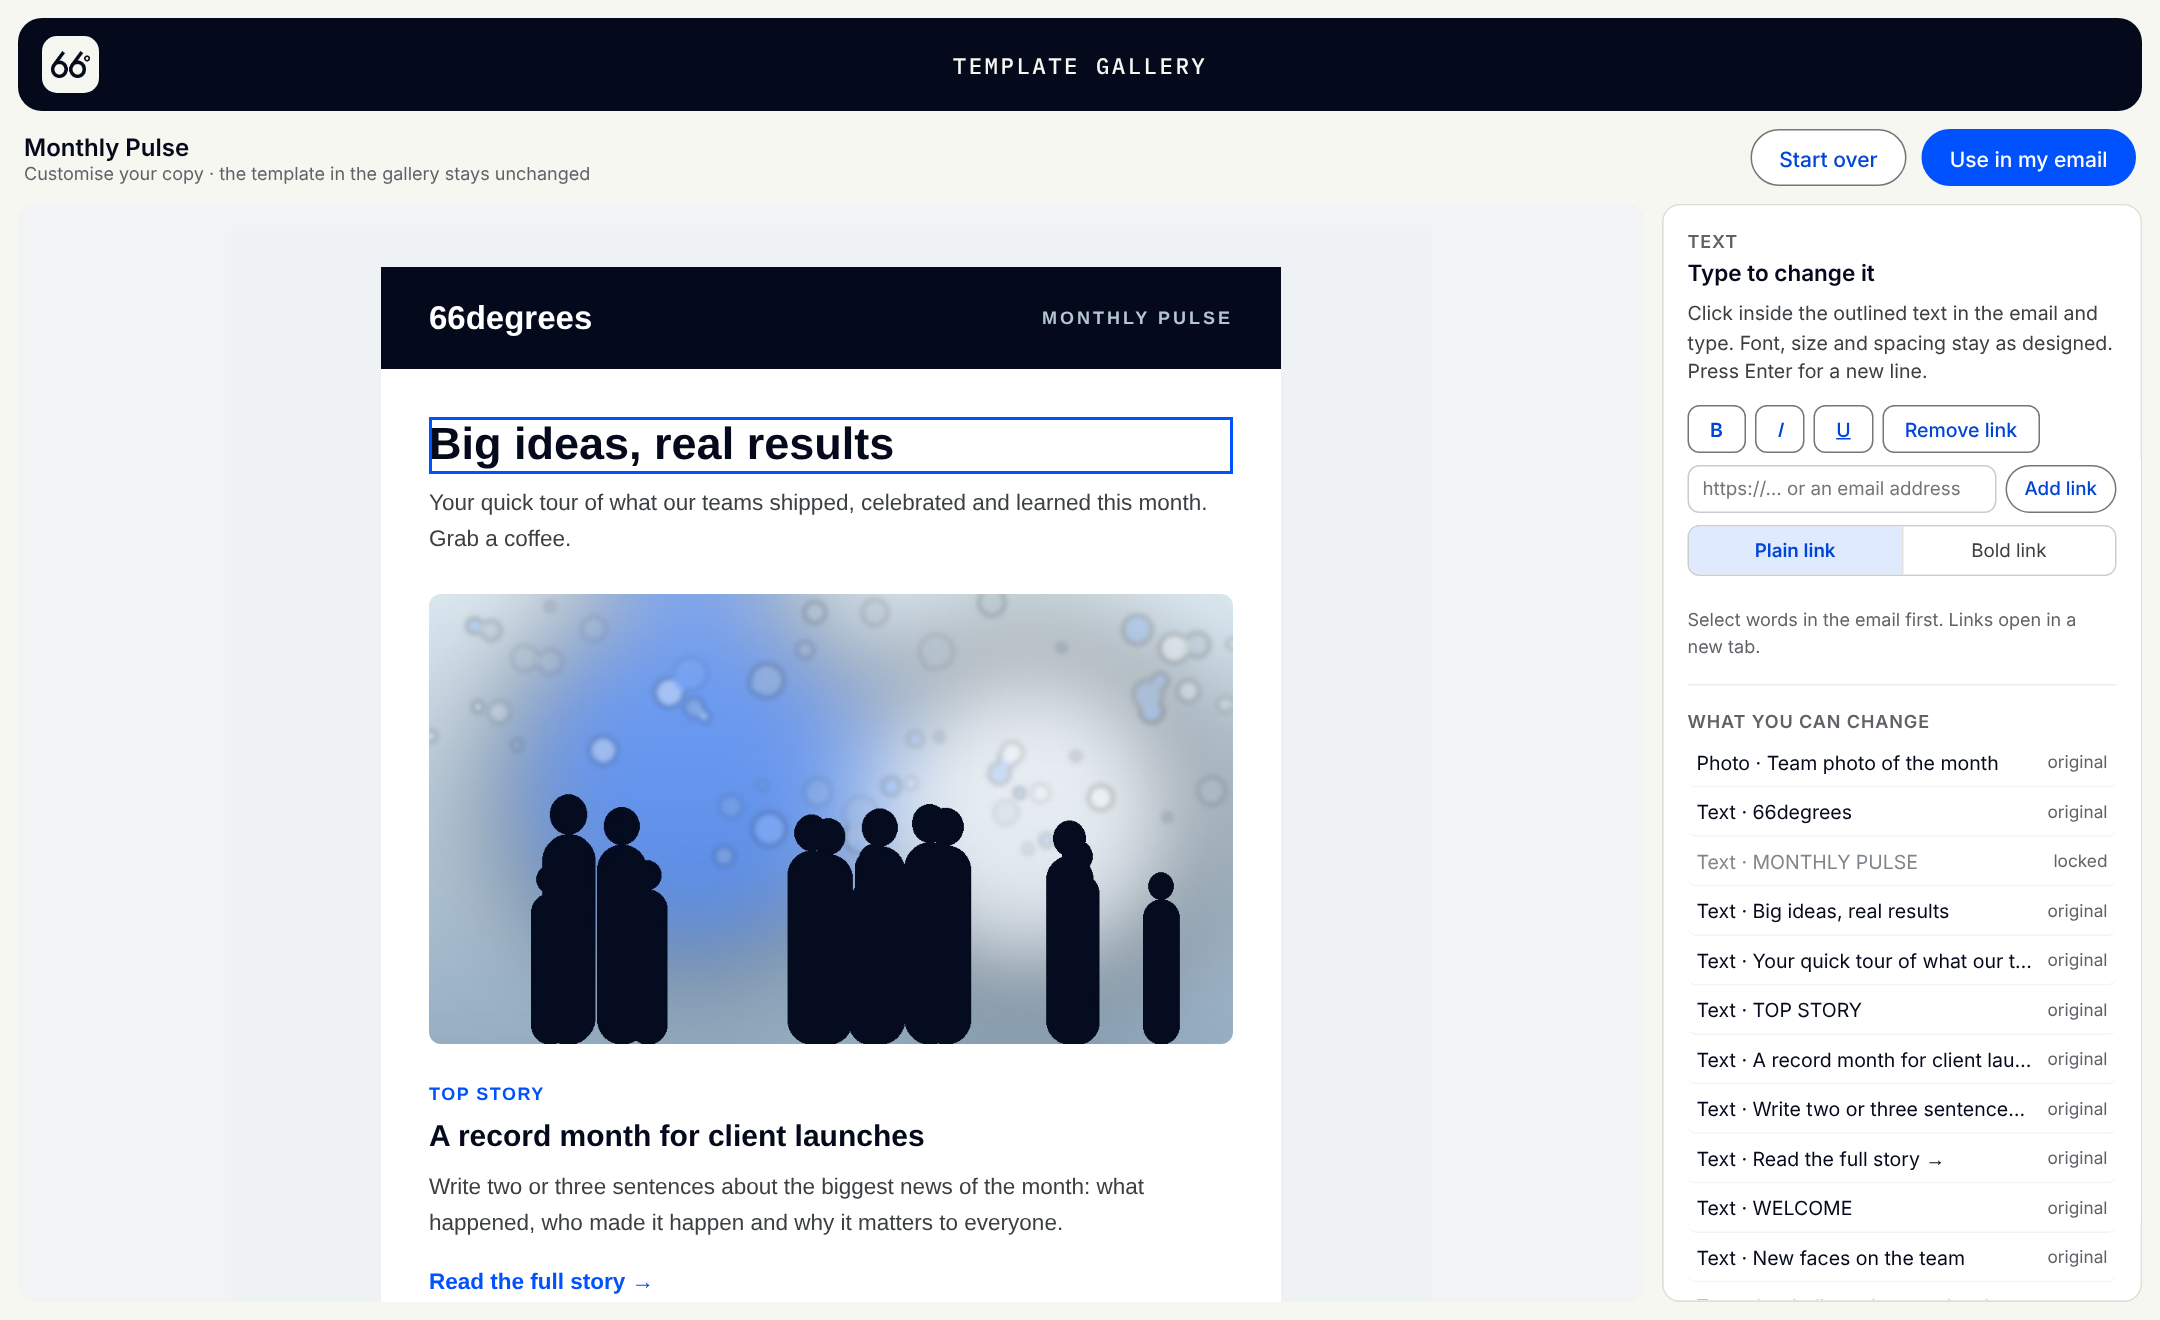 66°
TEMPLATE GALLERY
Monthly Pulse
Customise your copy · the template in the gallery stays unchanged
Start over
Use in my email
66degrees
MONTHLY PULSE
Big ideas, real results
Your quick tour of what our teams shipped, celebrated and learned this month.
Grab a coffee.
TOP STORY
A record month for client launches
Write two or three sentences about the biggest news of the month: what
happened, who made it happen and why it matters to everyone.
Read the full story →
TEXT
Type to change it
Click inside the outlined text in the email and
type. Font, size and spacing stay as designed.
Press Enter for a new line.
B I U Remove link
https://... or an email address Add link
Plain link Bold link
Select words in the email first. Links open in a
new tab.
WHAT YOU CAN CHANGE
Photo · Team photo of the month original
Text · 66degrees original
Text · MONTHLY PULSE locked
Text · Big ideas, real results original
Text · Your quick tour of what our t... original
Text · TOP STORY original
Text · A record month for client lau... original
Text · Write two or three sentence... original
Text · Read the full story → original
Text · WELCOME original
Text · New faces on the team original